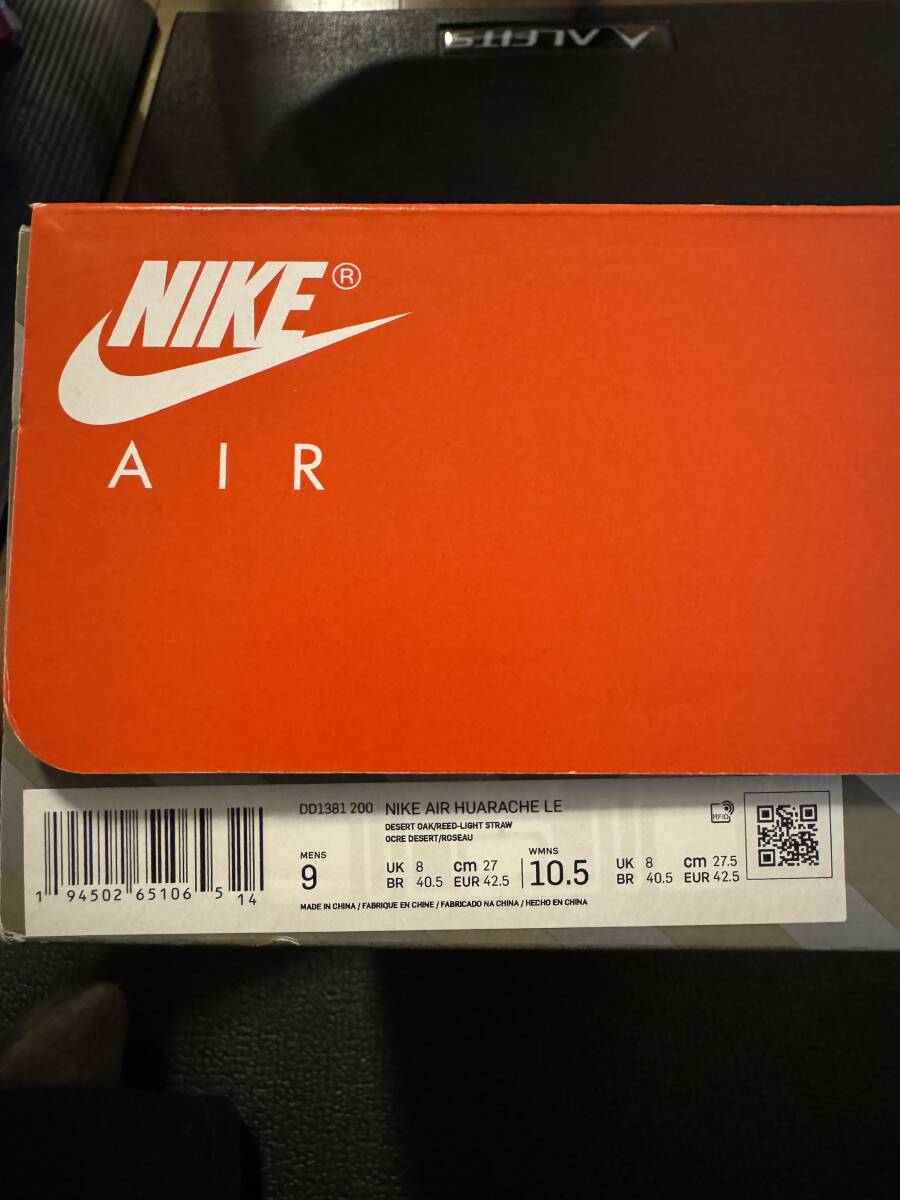 ALFITS
NIKE®
AIR
DD1381 200 NIKE AIR HUARACHE LE
DESERT OAK/REED-LIGHT STRAW
OCRE DESERT/ROSEAU
RFID
MENS
9
UK 8 cm 27
BR 40.5 EUR 42.5
WMNS
10.5
UK 8 cm 27.5
BR 40.5 EUR 42.5
1 94502 65106 5 14
MADE IN CHINA / FABRIQUE EN CHINE / FABRICADO NA CHINA / HECHO EN CHINA